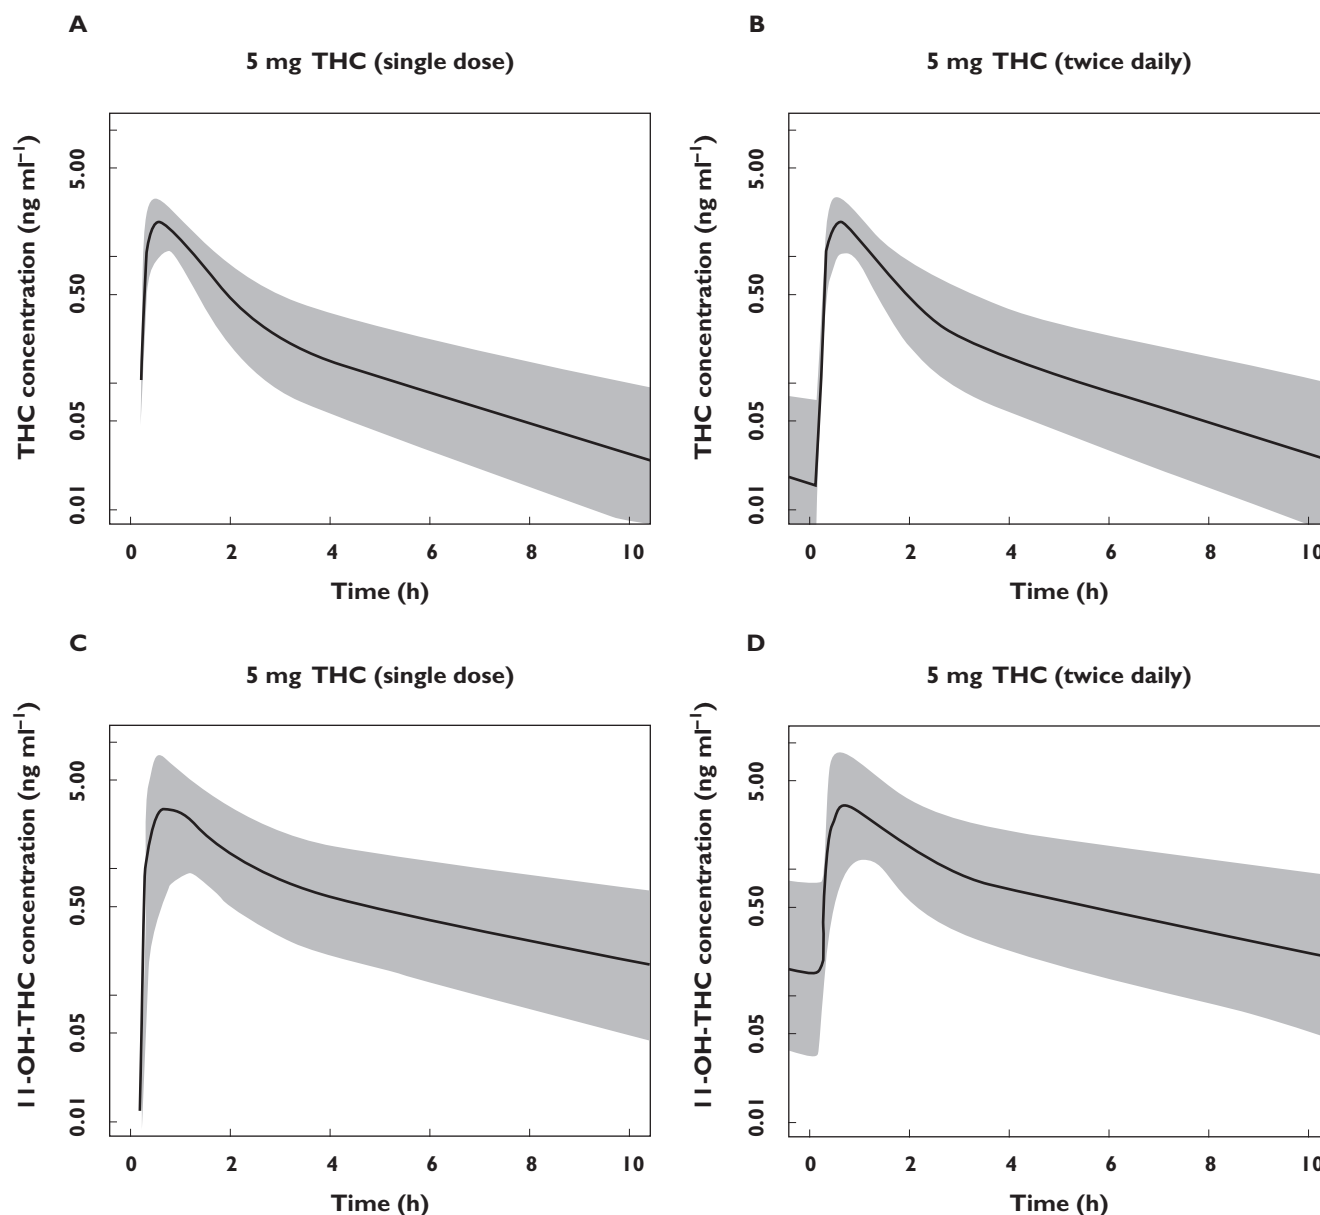 A
5 mg THC (single dose)
THC concentration (ng ml⁻¹)
5.00
0.50
0.05
0.01
0 2 4 6 8 10
Time (h)
B
5 mg THC (twice daily)
THC concentration (ng ml⁻¹)
5.00
0.50
0.05
0.01
0 2 4 6 8 10
Time (h)
C
5 mg THC (single dose)
11-OH-THC concentration (ng ml⁻¹)
5.00
0.50
0.05
0.01
0 2 4 6 8 10
Time (h)
D
5 mg THC (twice daily)
11-OH-THC concentration (ng ml⁻¹)
5.00
0.50
0.05
0.01
0 2 4 6 8 10
Time (h)